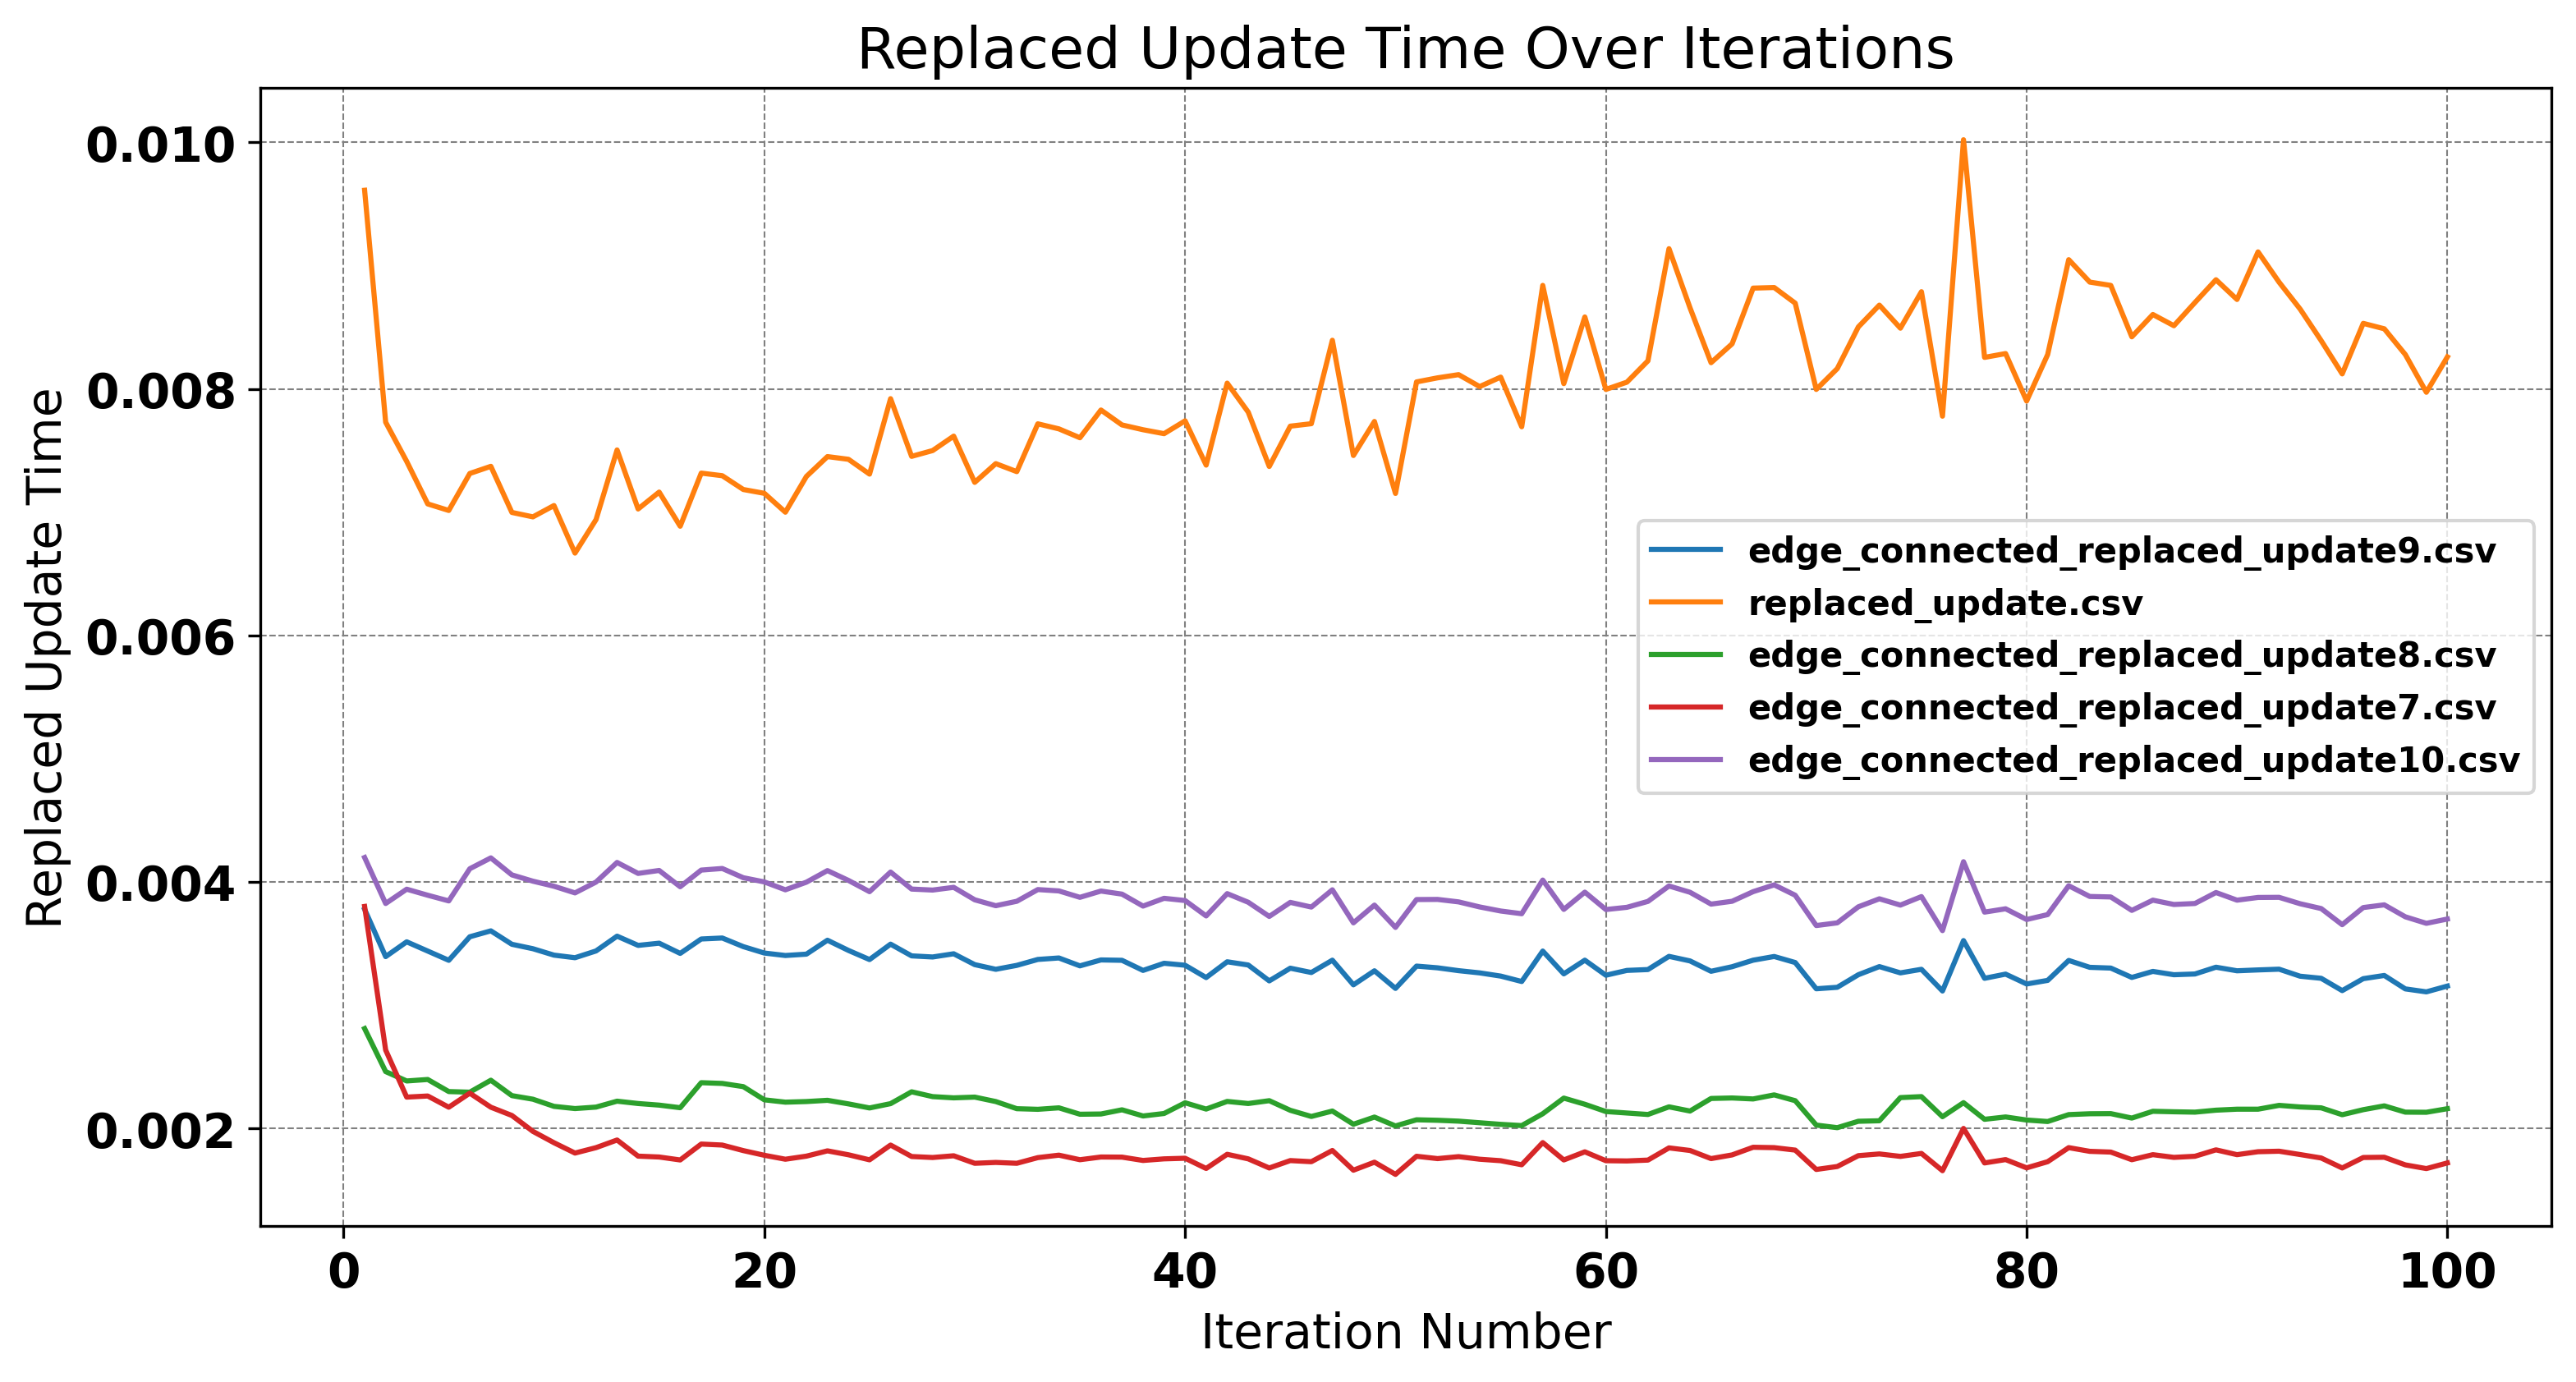 Replaced Update Time Over Iterations
Replaced Update Time
0.010
0.008
0.006
0.004
0.002
edge_connected_replaced_update9.csv
replaced_update.csv
edge_connected_replaced_update8.csv
edge_connected_replaced_update7.csv
edge_connected_replaced_update10.csv
0 20 40 60 80 100
Iteration Number